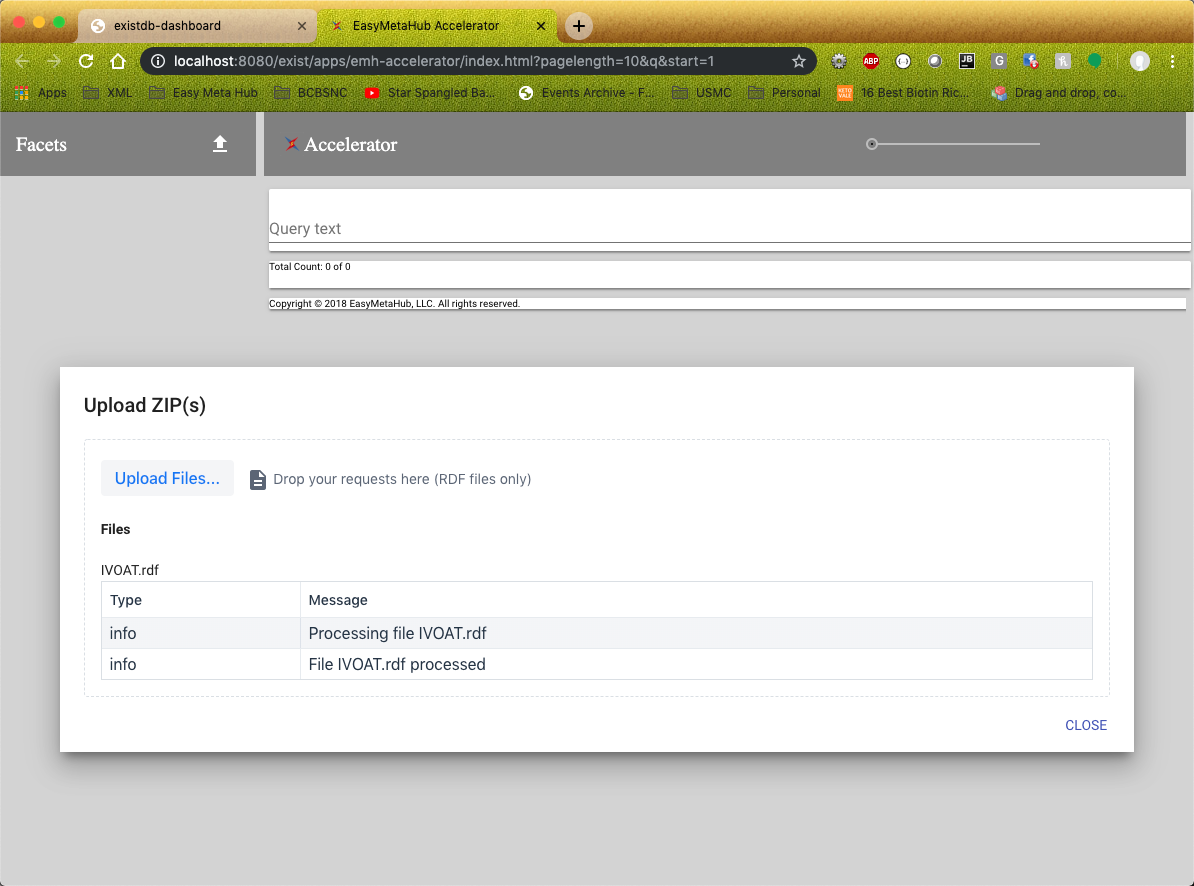 existdb-dashboard
EasyMetaHub Accelerator
localhost:8080/exist/apps/emh-accelerator/index.html?pagelength=10&q&start=1
ABP
JB
G
Apps
XML
Easy Meta Hub
BCBSNC
Star Spangled Ba...
Events Archive - F...
USMC
Personal
KETO
VALE
16 Best Biotin Ric...
Drag and drop, co...
Facets
Accelerator
Query text
Total Count: 0 of 0
Copyright © 2018 EasyMetaHub, LLC. All rights reserved.
Upload ZIP(s)
Upload Files...
Drop your requests here (RDF files only)
Files
IVOAT.rdf
Type Message
info Processing file IVOAT.rdf
info File IVOAT.rdf processed
CLOSE